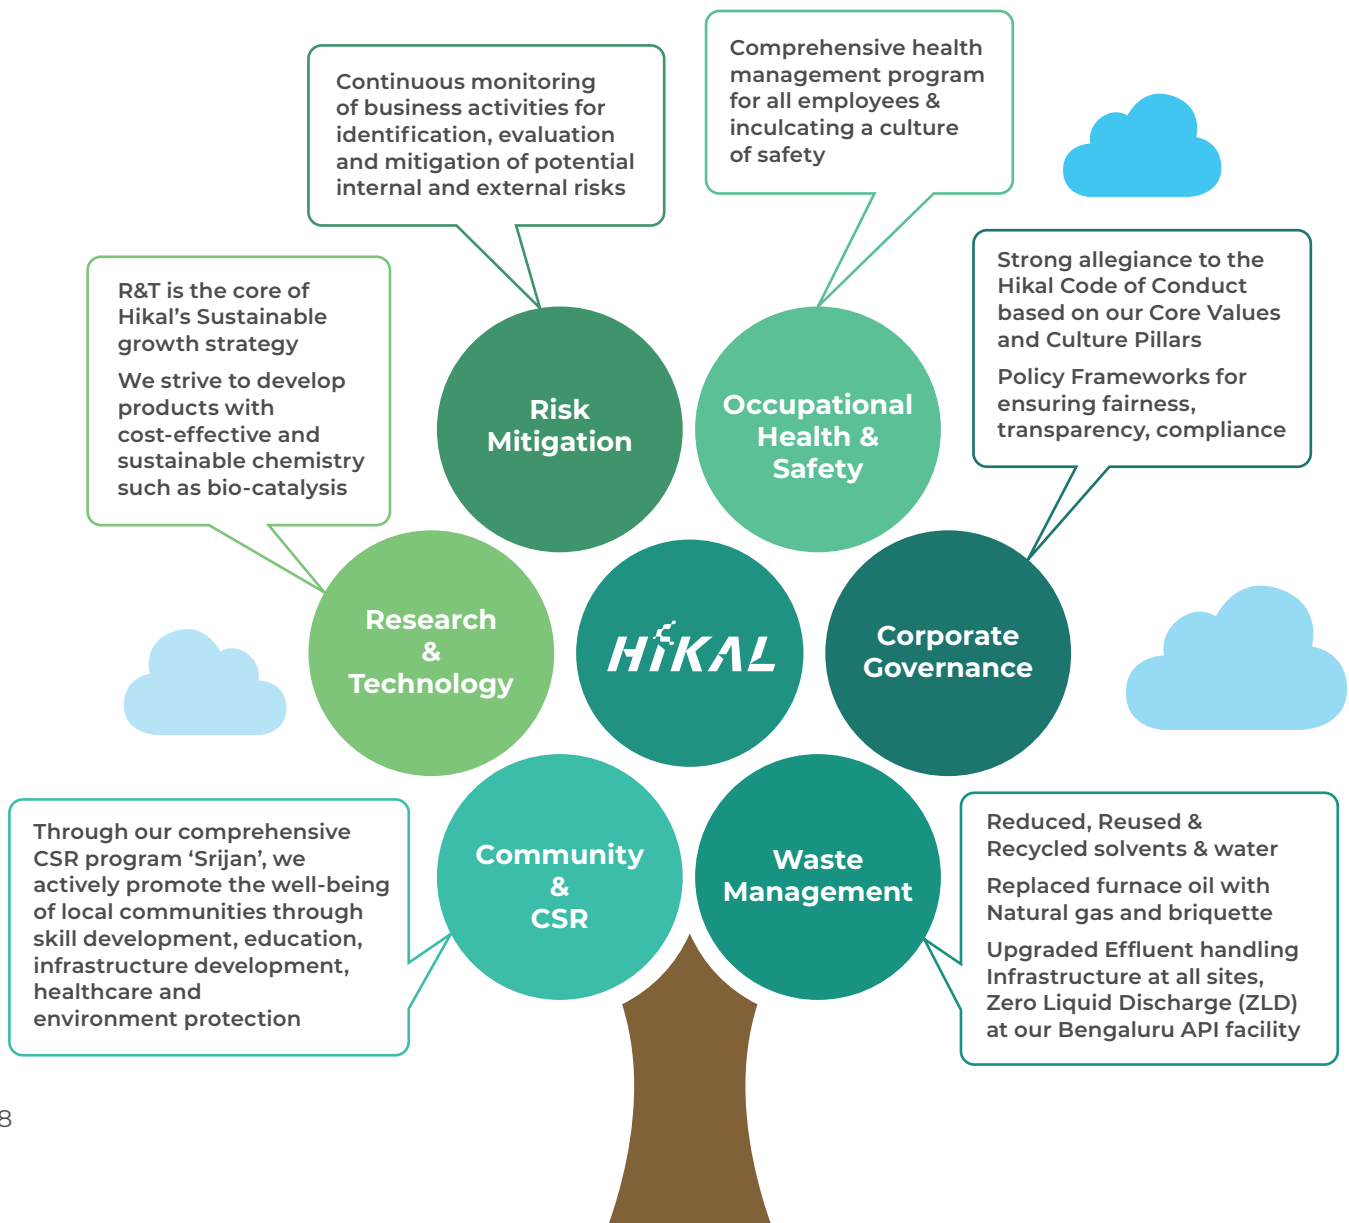 Continuous monitoring
of business activities for
identification, evaluation
and mitigation of potential
internal and external risks
Comprehensive health
management program
for all employees &
inculcating a culture
of safety
R&T is the core of
Hikal’s Sustainable
growth strategy
We strive to develop
products with
cost-effective and
sustainable chemistry
such as bio-catalysis
Strong allegiance to the
Hikal Code of Conduct
based on our Core Values
and Culture Pillars
Policy Frameworks for
ensuring fairness,
transparency, compliance
Risk
Mitigation
Occupational
Health &
Safety
Research
&
Technology
HIKAL
Corporate
Governance
Community
&
CSR
Waste
Management
Through our comprehensive
CSR program ‘Srijan’, we
actively promote the well-being
of local communities through
skill development, education,
infrastructure development,
healthcare and
environment protection
Reduced, Reused &
Recycled solvents & water
Replaced furnace oil with
Natural gas and briquette
Upgraded Effluent handling
Infrastructure at all sites,
Zero Liquid Discharge (ZLD)
at our Bengaluru API facility
8